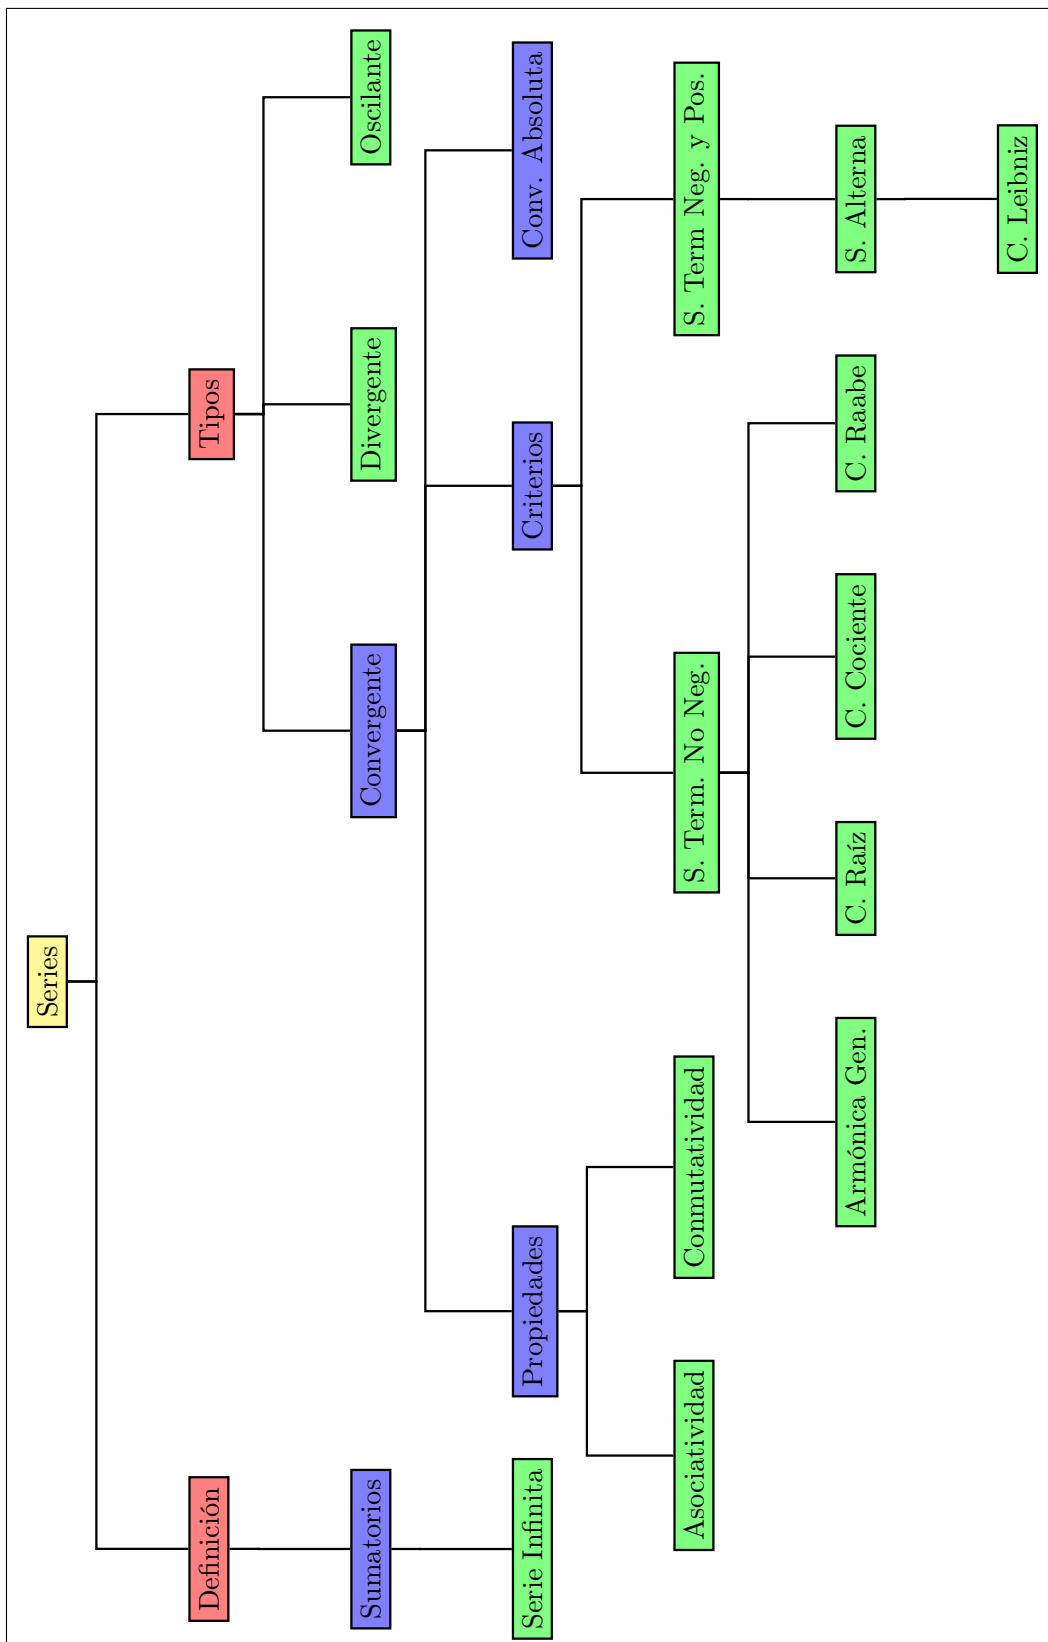 Series
Definición
Tipos
Sumatorios
Convergente
Divergente
Oscilante
Serie Infinita
Propiedades
Criterios
Conv. Absoluta
Asociatividad
Conmutatividad
S. Term. No Neg.
S. Term Neg. y Pos.
Armónica Gen.
C. Raíz
C. Cociente
C. Raabe
S. Alterna
C. Leibniz